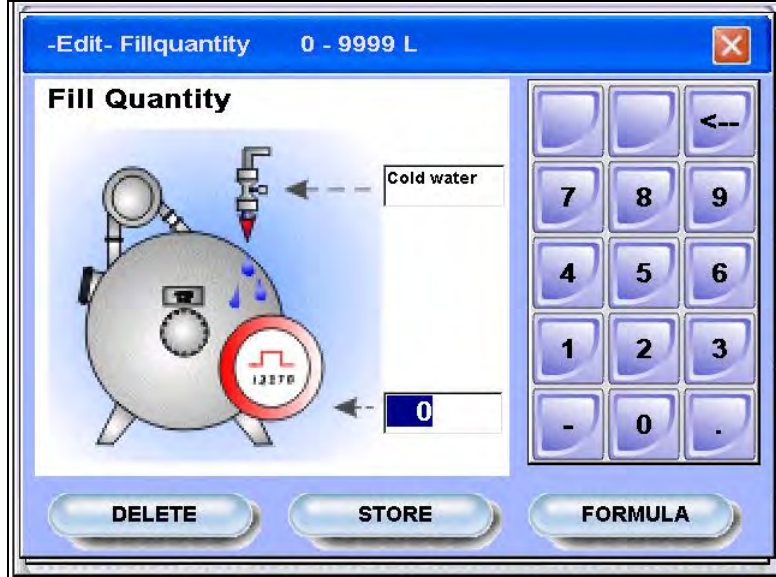 -Edit- Fillquantity 0 - 9999 L
Fill Quantity
Cold water
0
<--
7 8 9
4 5 6
1 2 3
- 0 .
DELETE STORE FORMULA